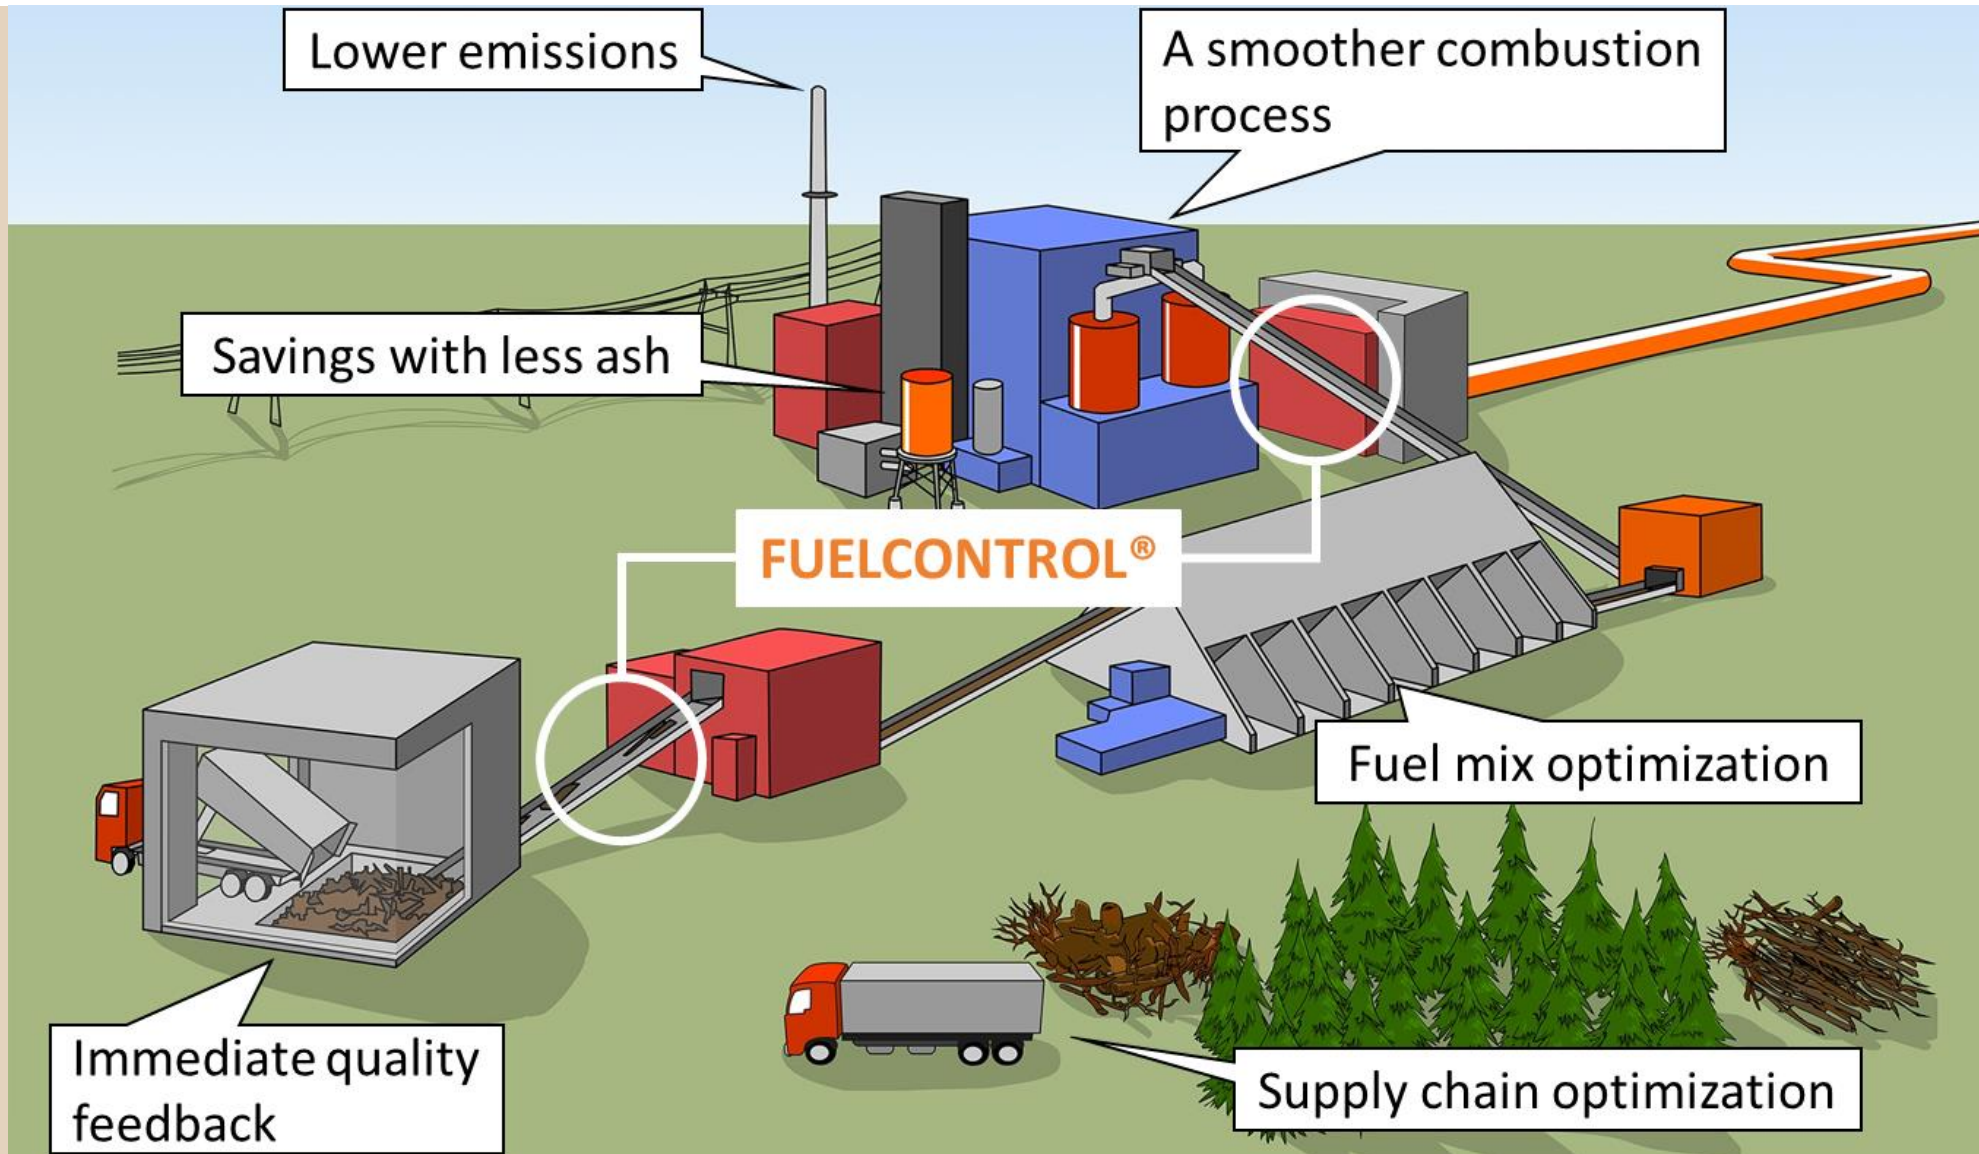 Lower emissions
A smoother combustion
process
Savings with less ash
FUELCONTROL®
Fuel mix optimization
Immediate quality
feedback
Supply chain optimization